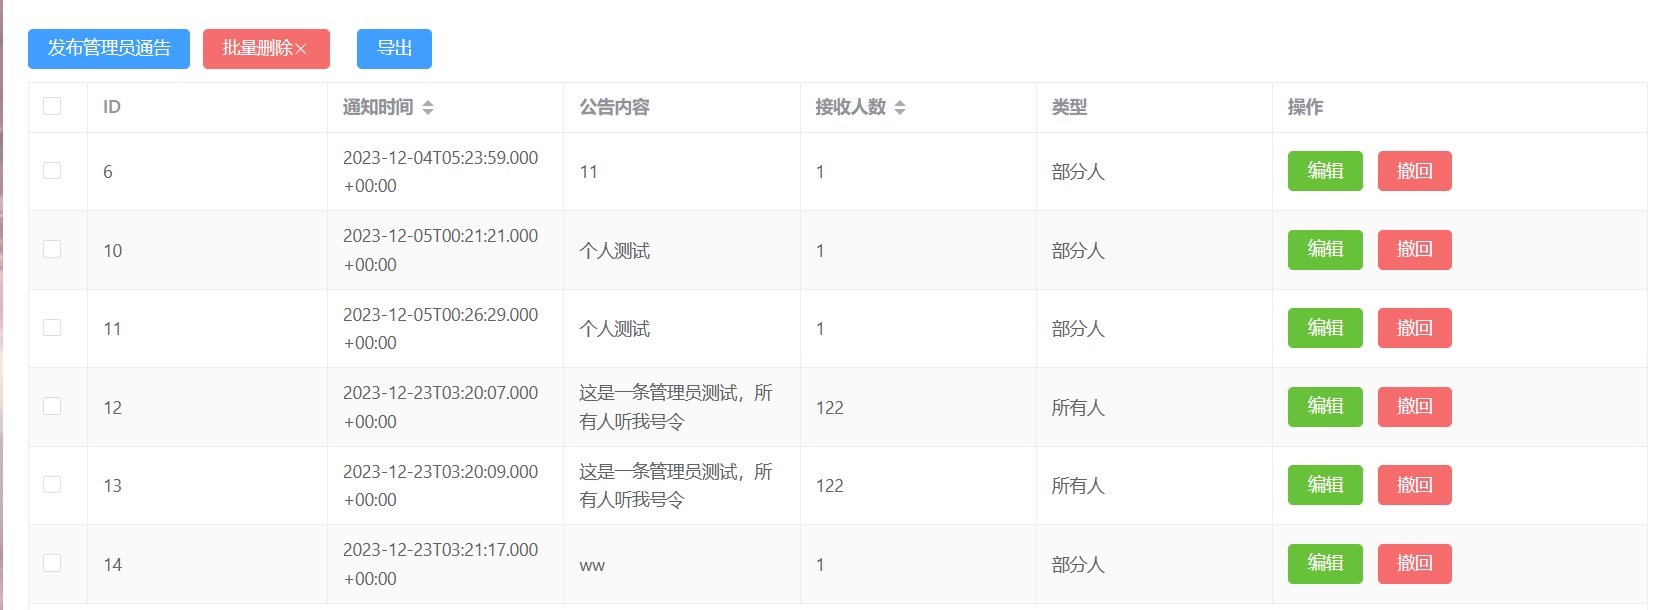 发布管理员通告 批量删除× 导出
ID 通知时间 公告内容 接收人数 类型 操作
6 2023-12-04T05:23:59.000 11 1 部分人 编辑 撤回
+00:00
10 2023-12-05T00:21:21.000 个人测试 1 部分人 编辑 撤回
+00:00
11 2023-12-05T00:26:29.000 个人测试 1 部分人 编辑 撤回
+00:00
12 2023-12-23T03:20:07.000 这是一条管理员测试，所 122 所有人 编辑 撤回
+00:00 有人听我号令
13 2023-12-23T03:20:09.000 这是一条管理员测试，所 122 所有人 编辑 撤回
+00:00 有人听我号令
14 2023-12-23T03:21:17.000 ww 1 部分人 编辑 撤回
+00:00